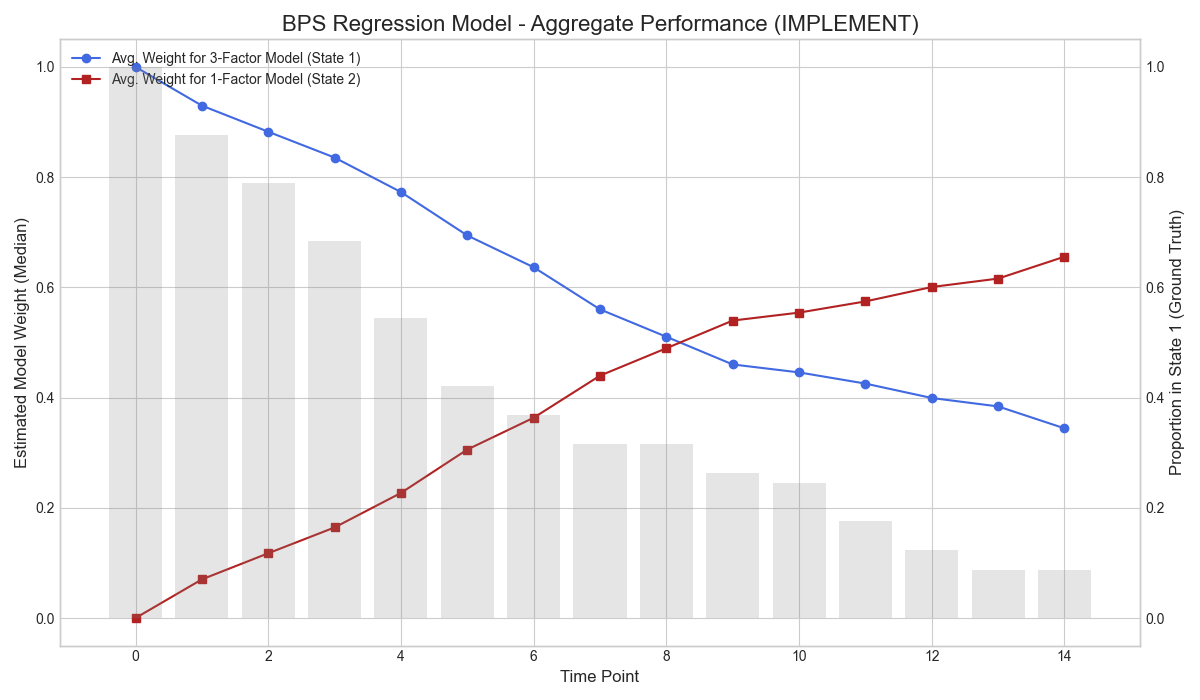 BPS Regression Model - Aggregate Performance (IMPLEMENT)
Avg. Weight for 3-Factor Model (State 1)
Avg. Weight for 1-Factor Model (State 2)
Estimated Model Weight (Median)
1.0
0.8
0.6
0.4
0.2
0.0
1.0
0.8
0.6
0.4
0.2
0.0
Proportion in State 1 (Ground Truth)
0 2 4 6 8 10 12 14
Time Point